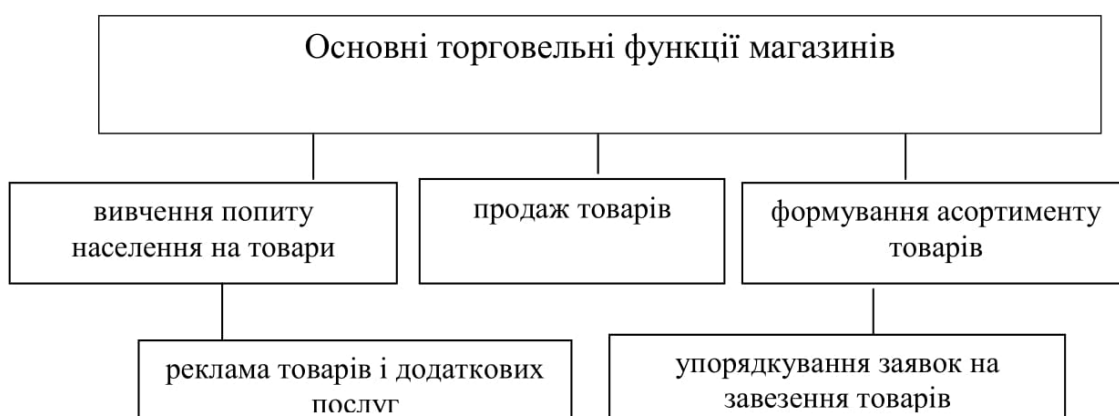 Основні торговельні функції магазинів
вивчення попиту
населення на товари
продаж товарів
формування асортименту
товарів
реклама товарів і додаткових
послуг
упорядкування заявок на
завезення товарів